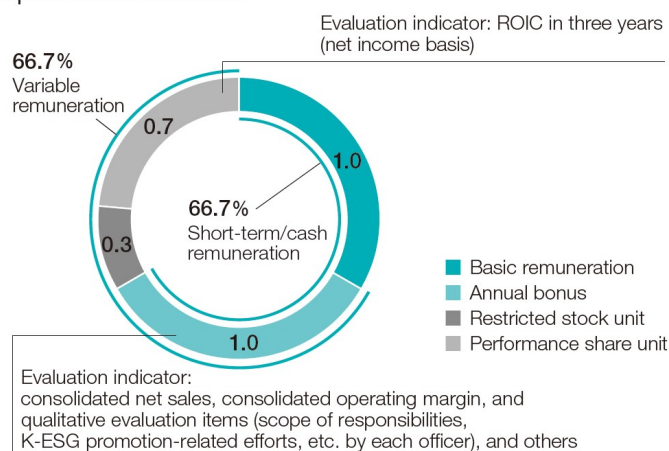 Evaluation indicator: ROIC in three years
(net income basis)
66.7%
Variable
remuneration
0.7
1.0
66.7%
Short-term/cash
remuneration
0.3
1.0
Basic remuneration
Annual bonus
Restricted stock unit
Performance share unit
Evaluation indicator:
consolidated net sales, consolidated operating margin, and
qualitative evaluation items (scope of responsibilities,
K-ESG promotion-related efforts, etc. by each officer), and others